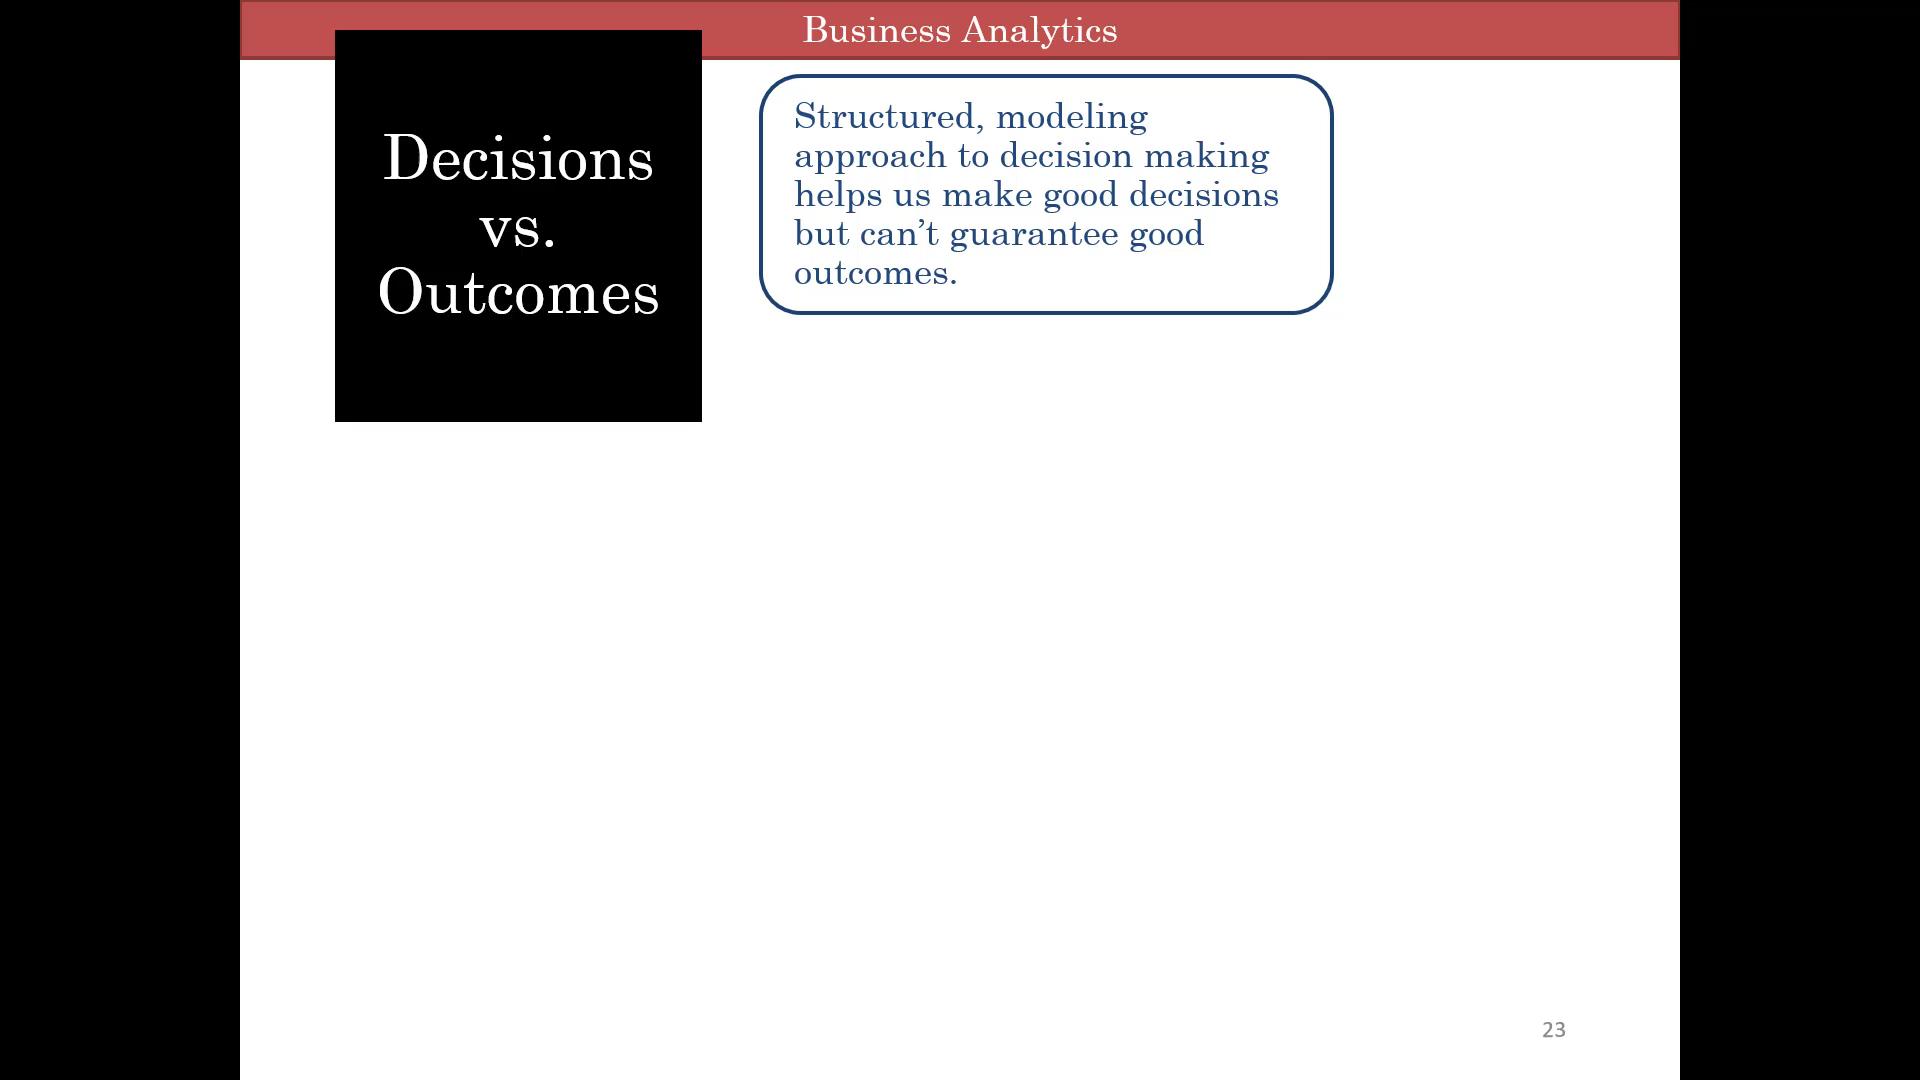 Business Analytics
Decisions
vs.
Outcomes
Structured, modeling
approach to decision making
helps us make good decisions
but can’t guarantee good
outcomes.
23